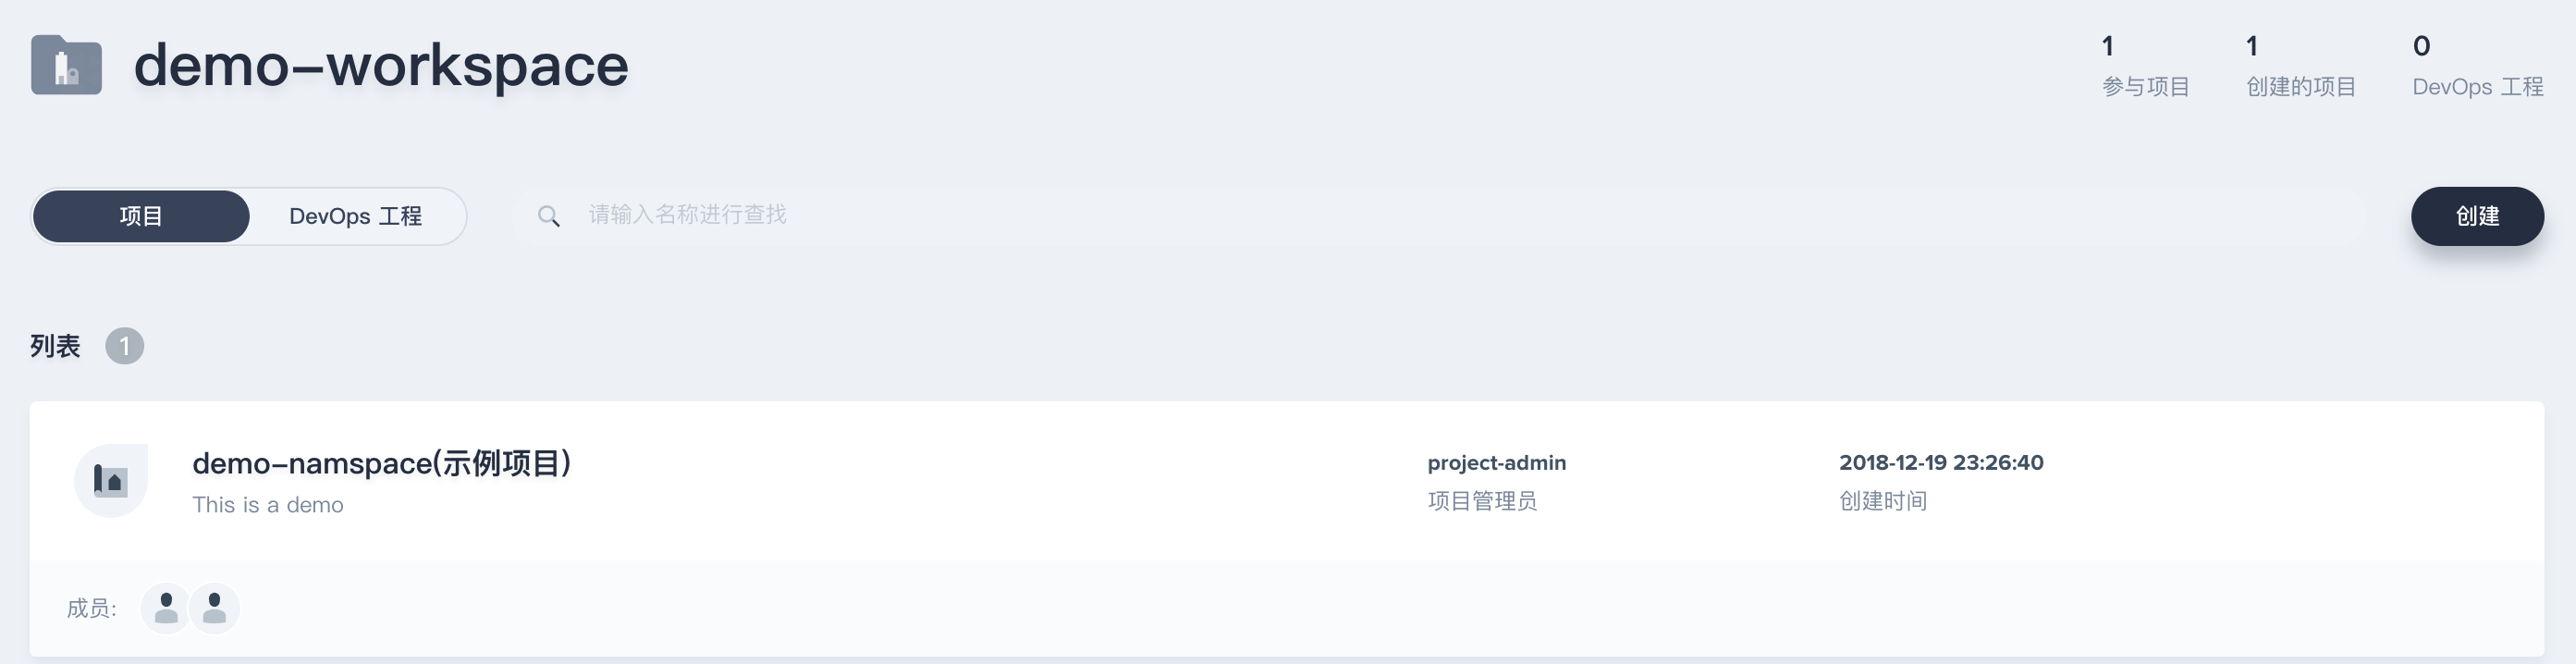 demo-workspace
1
参与项目
1
创建的项目
0
DevOps 工程
项目
DevOps 工程
请输入名称进行查找
创建
列表 1
demo-namspace(示例项目)
This is a demo
project-admin
项目管理员
2018-12-19 23:26:40
创建时间
成员: